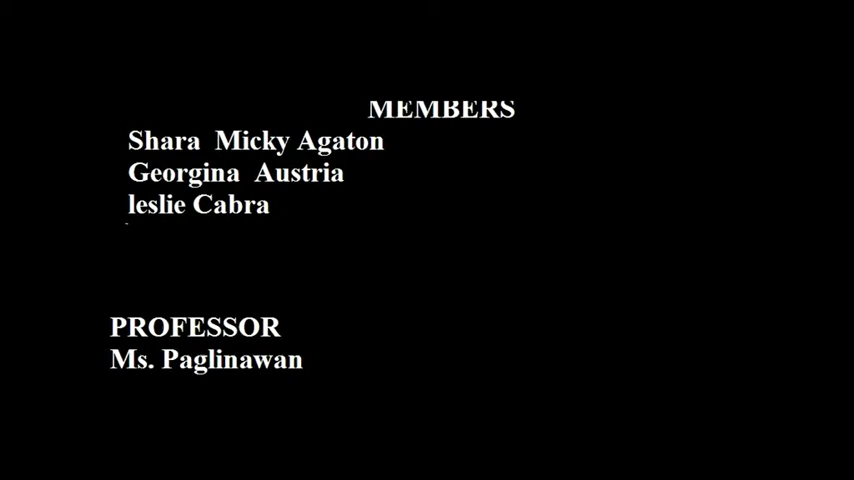 MEMBERS
Shara  Micky Agaton
Georgina  Austria
leslie Cabra
PROFESSOR
Ms. Paglinawan